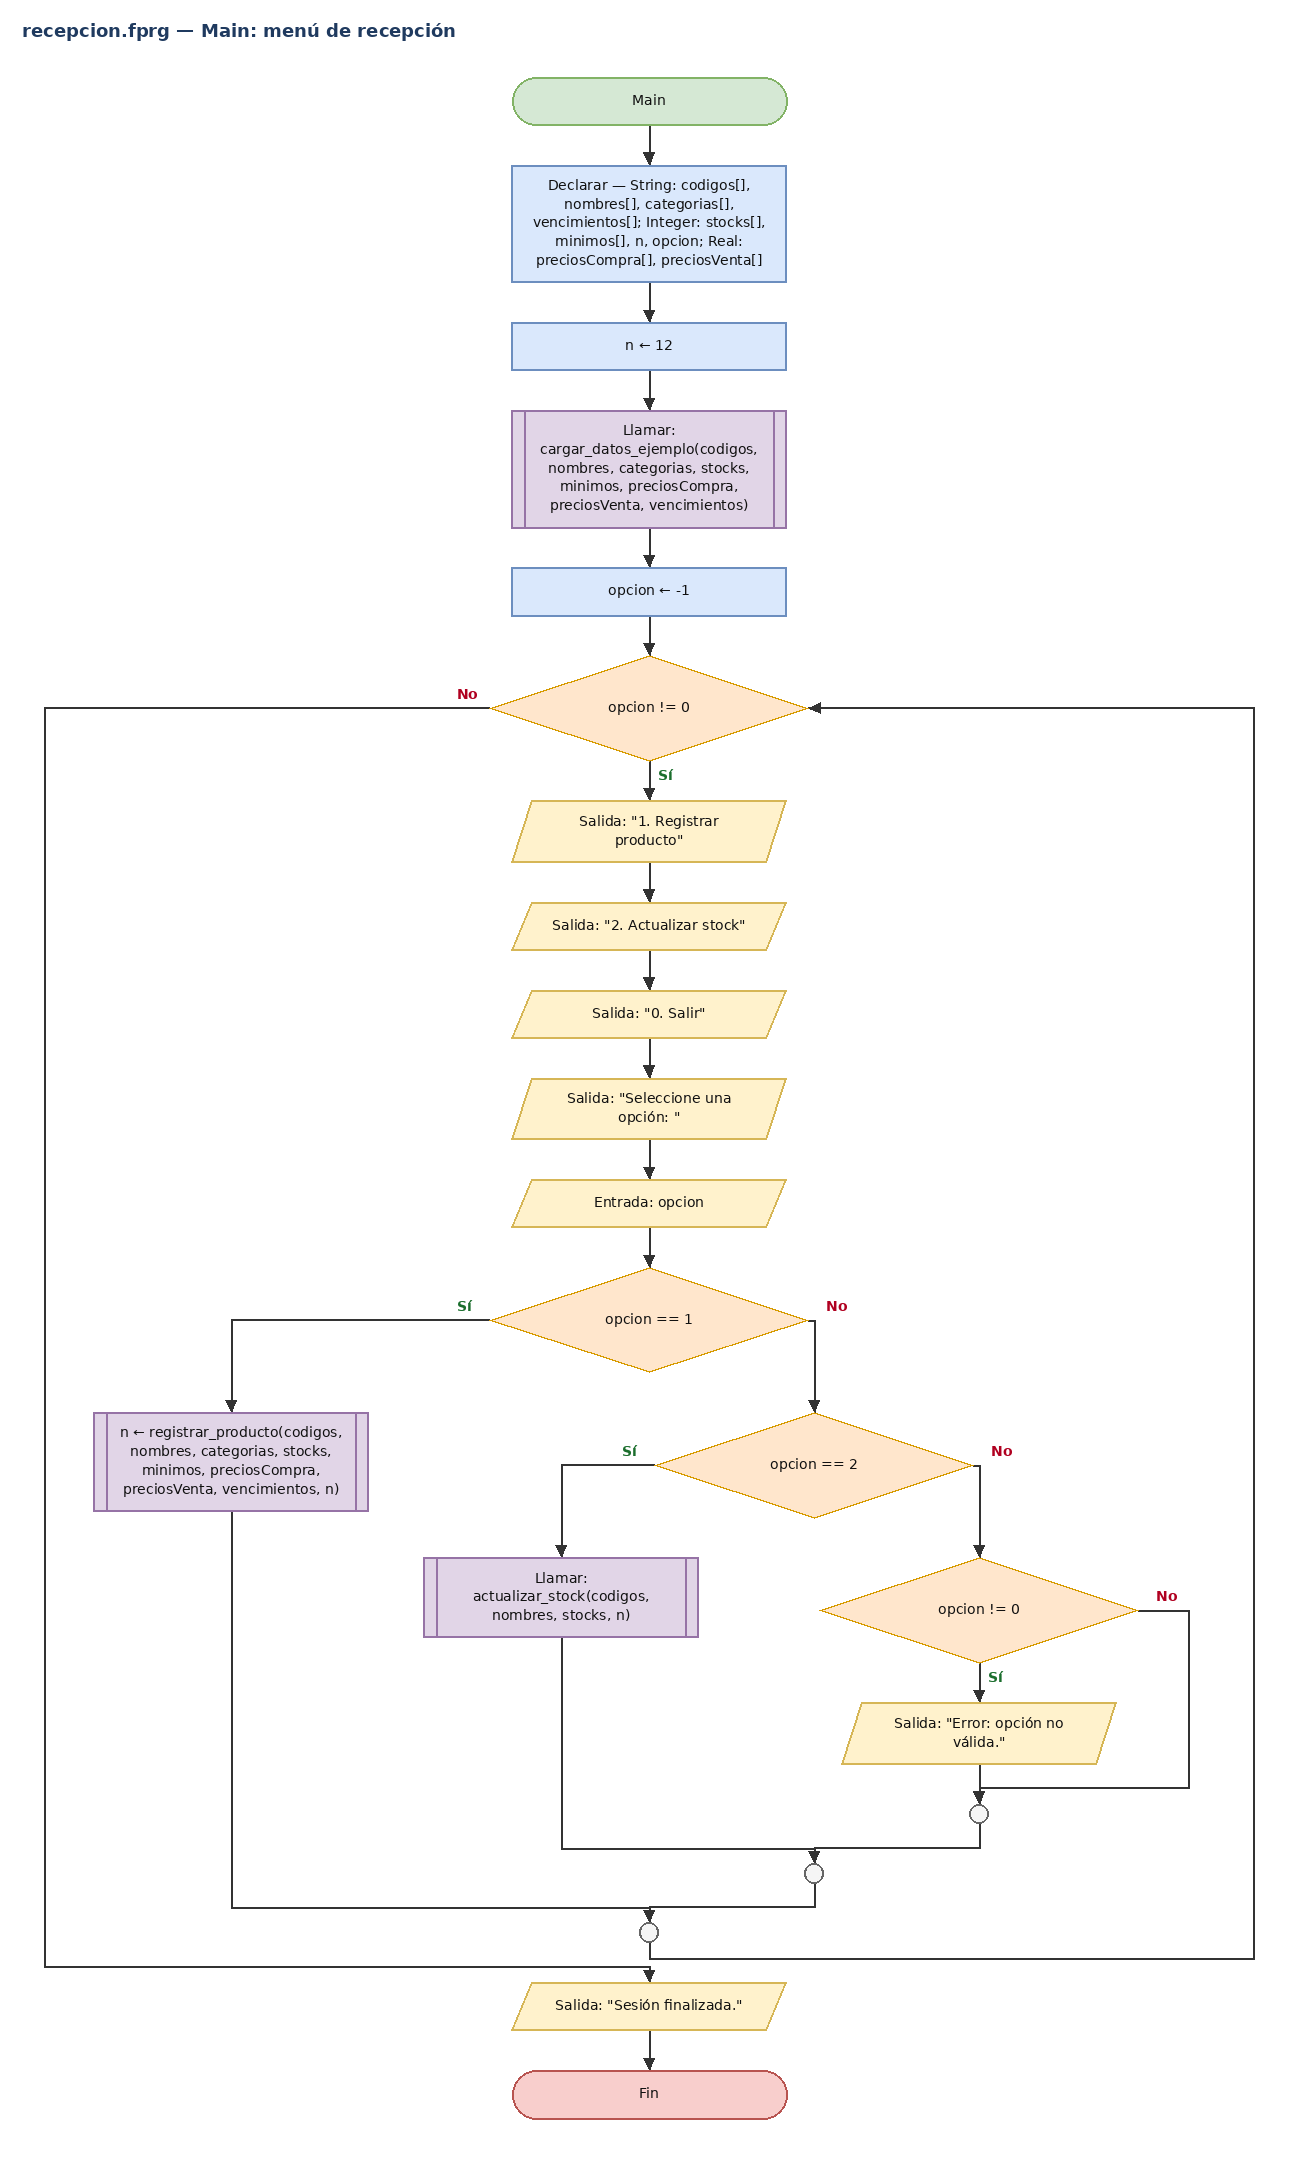 recepcion.fprg — Main: menú de recepción
Main
Declarar — String: codigos[],
nombres[], categorias[],
vencimientos[]; Integer: stocks[],
minimos[], n, opcion; Real:
preciosCompra[], preciosVenta[]
n ← 12
Llamar:
cargar_datos_ejemplo(codigos,
nombres, categorias, stocks,
minimos, preciosCompra,
preciosVenta, vencimientos)
opcion ← -1
No
opcion != 0
Sí
Salida: "1. Registrar
producto"
Salida: "2. Actualizar stock"
Salida: "0. Salir"
Salida: "Seleccione una
opción: "
Entrada: opcion
Sí
No
opcion == 1
n ← registrar_producto(codigos,
nombres, categorias, stocks,
minimos, preciosCompra,
preciosVenta, vencimientos, n)
Sí
No
opcion == 2
Llamar:
actualizar_stock(codigos,
nombres, stocks, n)
No
opcion != 0
Sí
Salida: "Error: opción no
válida."
Salida: "Sesión finalizada."
Fin